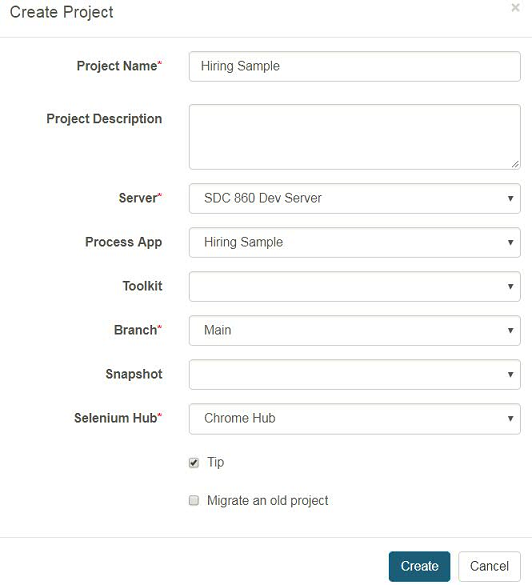 Create Project ×
Project Name* Hiring Sample
Project Description
Server* SDC 860 Dev Server
Process App Hiring Sample
Toolkit
Branch* Main
Snapshot
Selenium Hub* Chrome Hub
Tip
Migrate an old project
Create Cancel